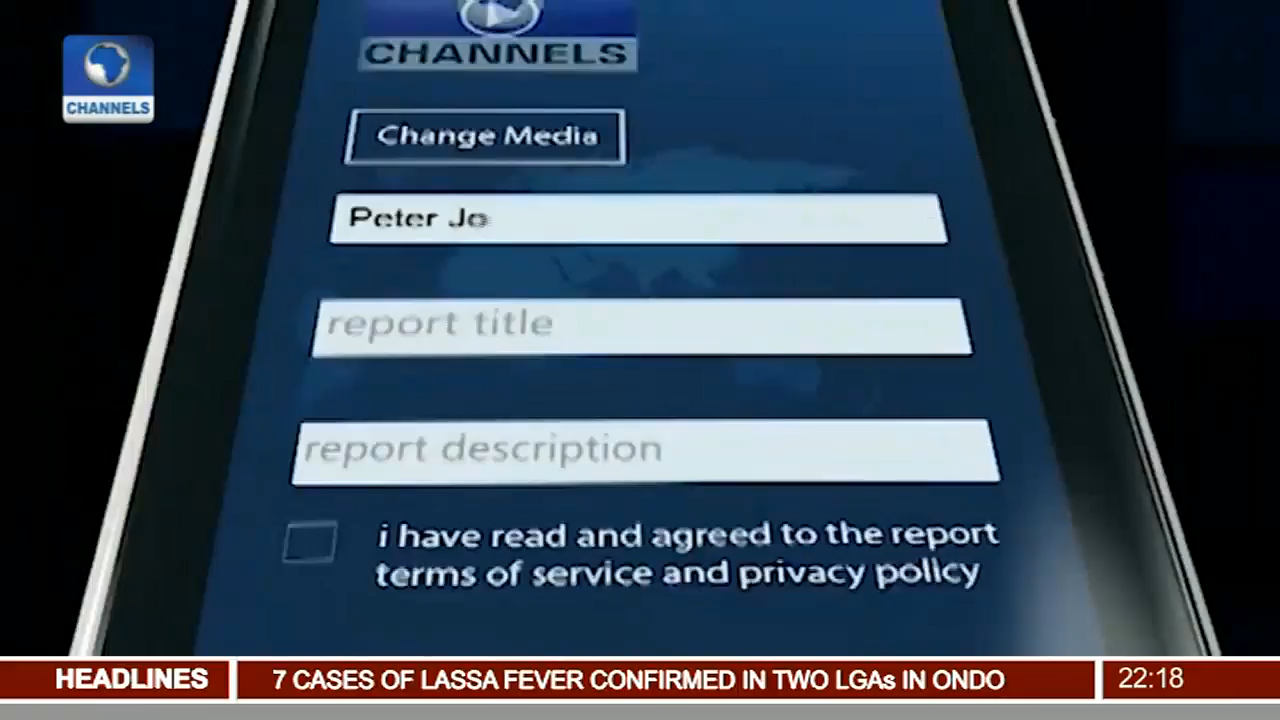 CHANNELS
CHANNELS
Change Media
Peter Jo
report title
report description
i have read and agreed to the report
terms of service and privacy policy
HEADLINES
7 CASES OF LASSA FEVER CONFIRMED IN TWO LGAs IN ONDO
22:18